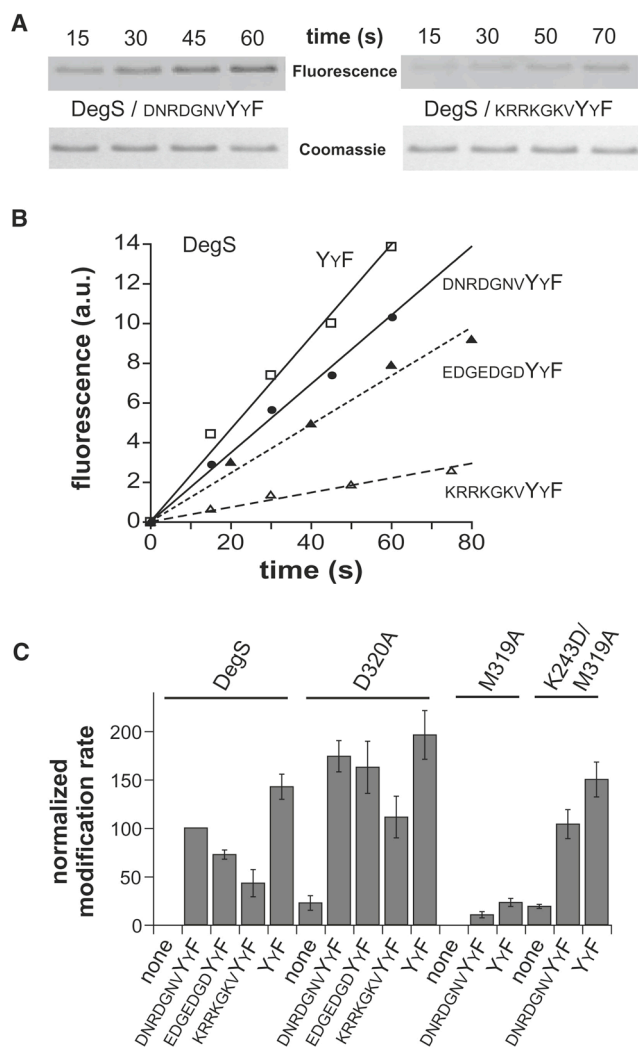 A
15 30 45 60 time (s) 15 30 50 70
Fluorescence
DegS / DNRDGNVYYF DegS / KRRKGKVYYF
Coomassie
B
DegS
YYF
DNRDGNVYYF
EDGEDGDYYF
KRRKGKVYYF
fluorescence (a.u.)
14
12
10
8
6
4
2
0
0 20 40 60 80
time (s)
C
DegS D320A M319A K243D/
M319A
normalized
modification rate
200
150
100
50
0
none DNRDGNVYYF EDGEDGDYYF KRRKGKVYYF YYF none DNRDGNVYYF EDGEDGDYYF KRRKGKVYYF YYF none DNRDGNVYYF YYF none DNRDGNVYYF YYF